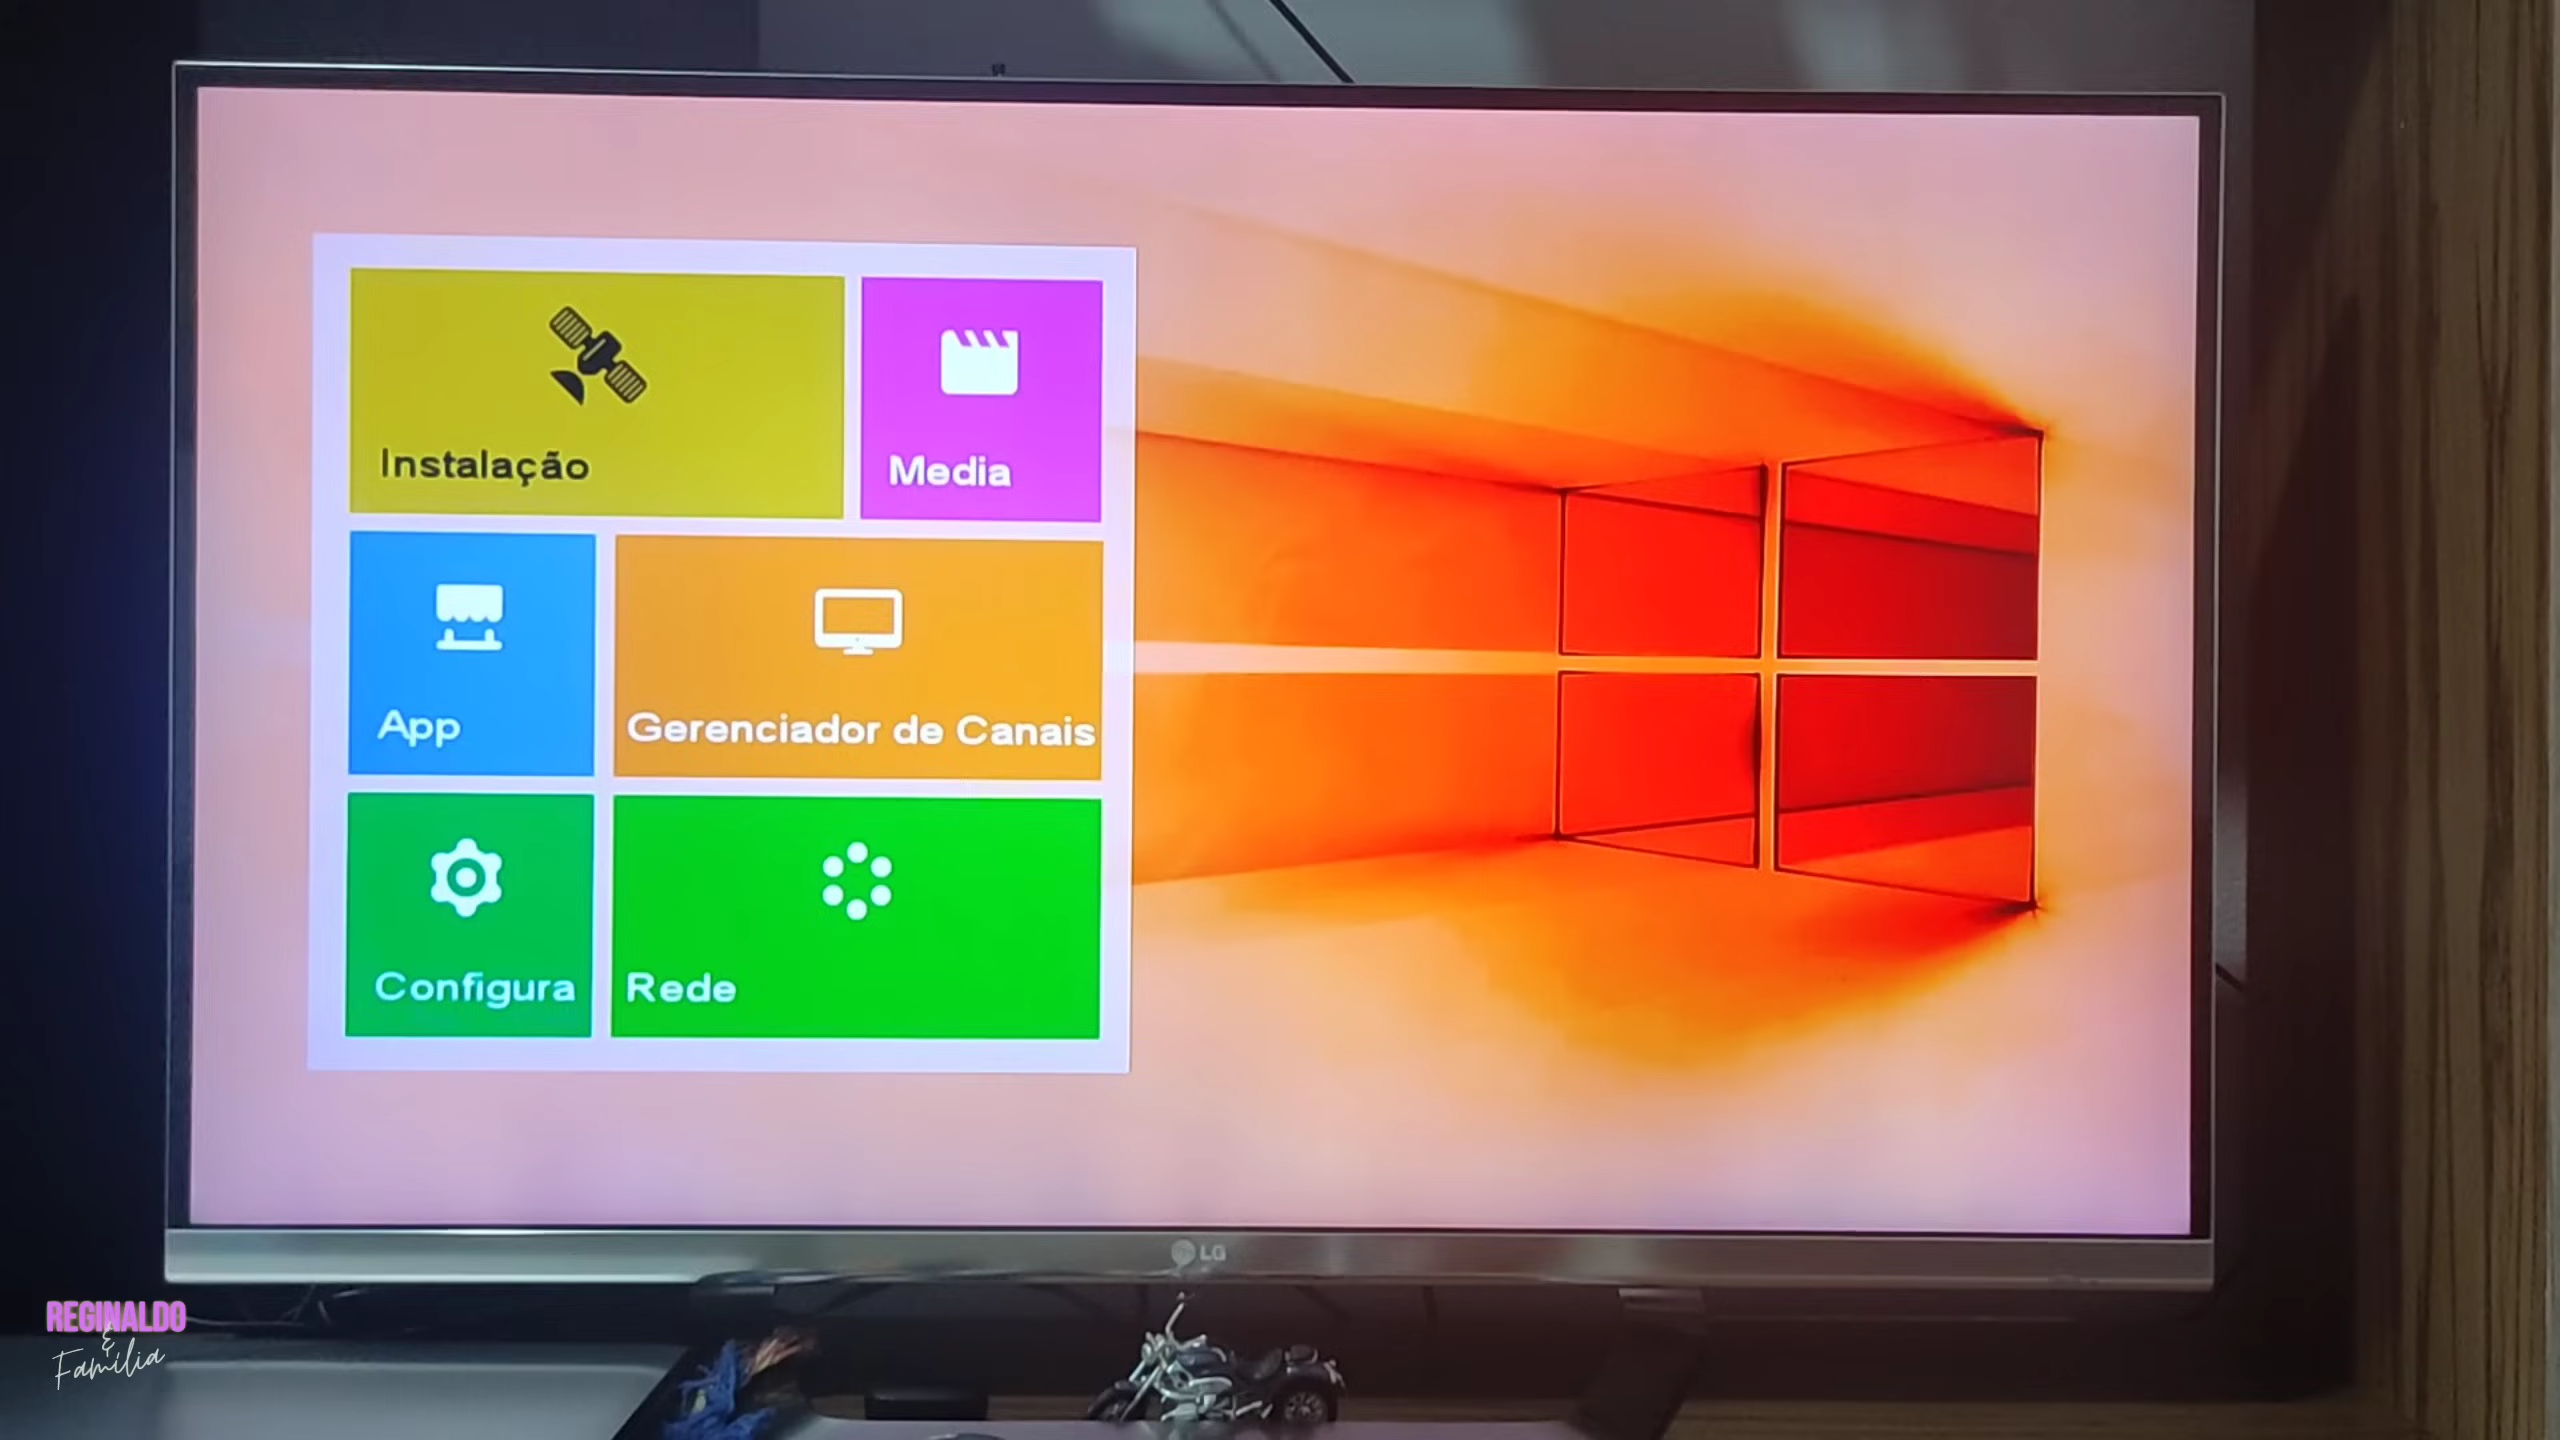 Instalação
Media
App
Gerenciador de Canais
Configura
Rede
LG
REGINALDO
&
Família